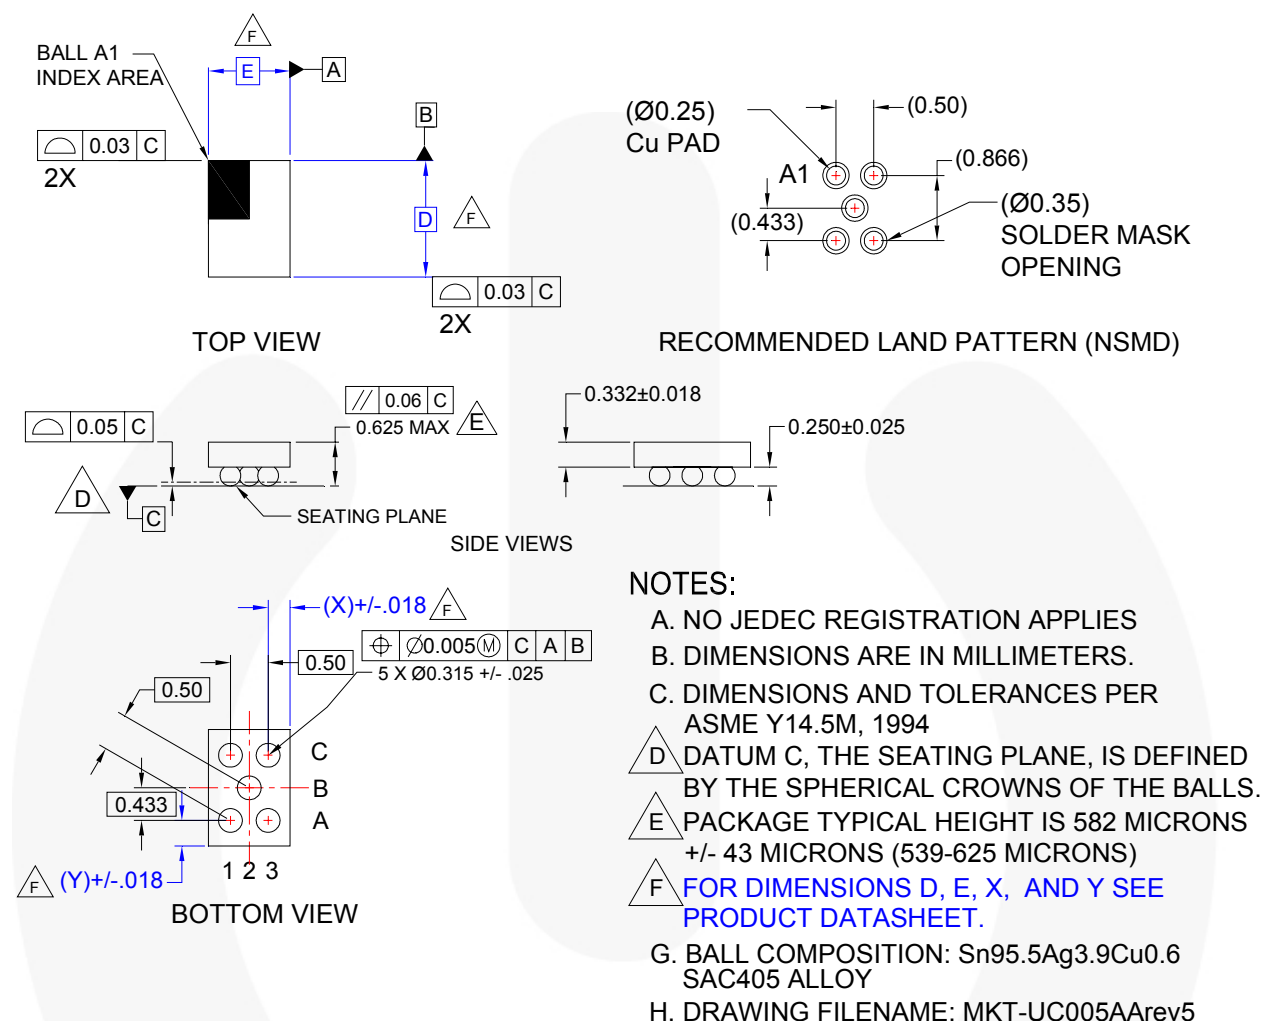 F
BALL A1
INDEX AREA
E
A
B
0.03 C
2X
D
F
0.03 C
2X
TOP VIEW
(Ø0.25)
Cu PAD
(0.50)
A1
(0.866)
(0.433)
(Ø0.35)
SOLDER MASK
OPENING
RECOMMENDED LAND PATTERN (NSMD)
0.05 C
// 0.06 C
0.625 MAX E
D
C
SEATING PLANE
0.332±0.018
0.250±0.025
SIDE VIEWS
(X)+/-.018 F
Ø0.005Ⓜ C A B
5 X Ø0.315 +/- .025
0.50
0.50
0.433
C
B
A
1 2 3
F (Y)+/-.018
BOTTOM VIEW
NOTES:
A. NO JEDEC REGISTRATION APPLIES
B. DIMENSIONS ARE IN MILLIMETERS.
C. DIMENSIONS AND TOLERANCES PER
ASME Y14.5M, 1994
D DATUM C, THE SEATING PLANE, IS DEFINED
BY THE SPHERICAL CROWNS OF THE BALLS.
E PACKAGE TYPICAL HEIGHT IS 582 MICRONS
+/- 43 MICRONS (539-625 MICRONS)
F FOR DIMENSIONS D, E, X, AND Y SEE
PRODUCT DATASHEET.
G. BALL COMPOSITION: Sn95.5Ag3.9Cu0.6
SAC405 ALLOY
H. DRAWING FILENAME: MKT-UC005AArev5